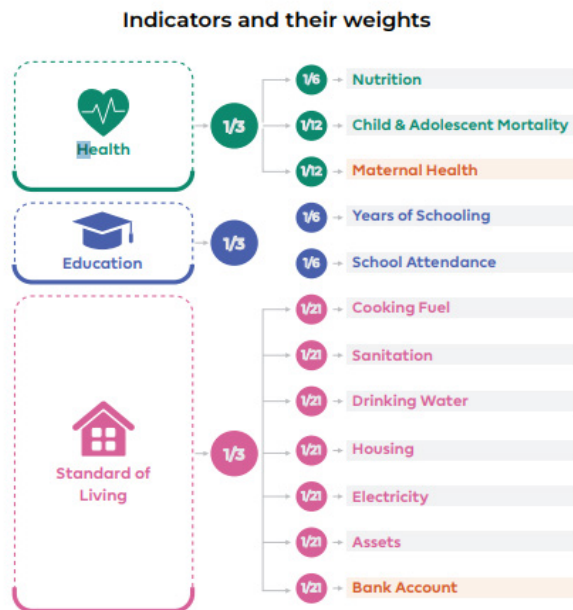 Indicators and their weights
Health
1/3
1/6 Nutrition
1/12 Child & Adolescent Mortality
1/12 Maternal Health
Education
1/3
1/6 Years of Schooling
1/6 School Attendance
Standard of
Living
1/3
1/21 Cooking Fuel
1/21 Sanitation
1/21 Drinking Water
1/21 Housing
1/21 Electricity
1/21 Assets
1/21 Bank Account